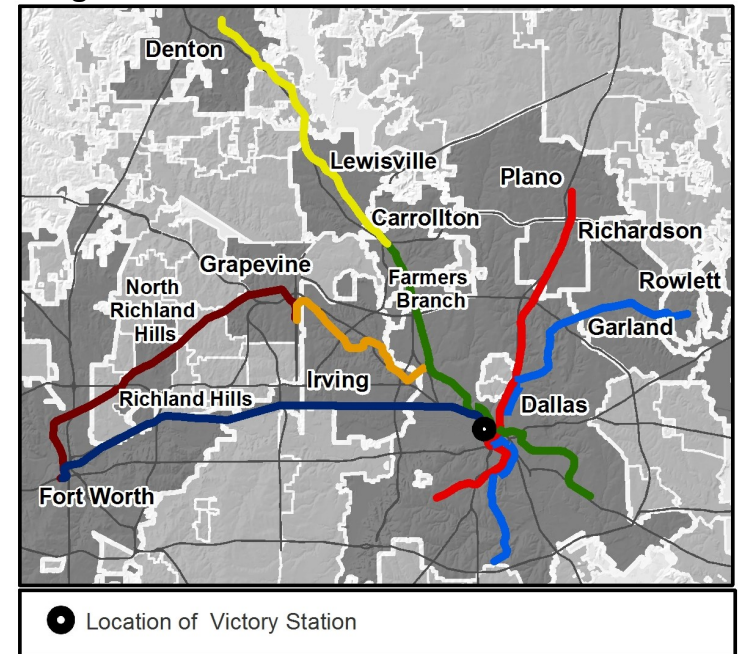 Denton
Lewisville
Plano
Carrollton
Richardson
Grapevine
Farmers
Branch
Rowlett
North
Richland
Hills
Garland
Irving
Richland Hills
Dallas
Fort Worth
Location of Victory Station